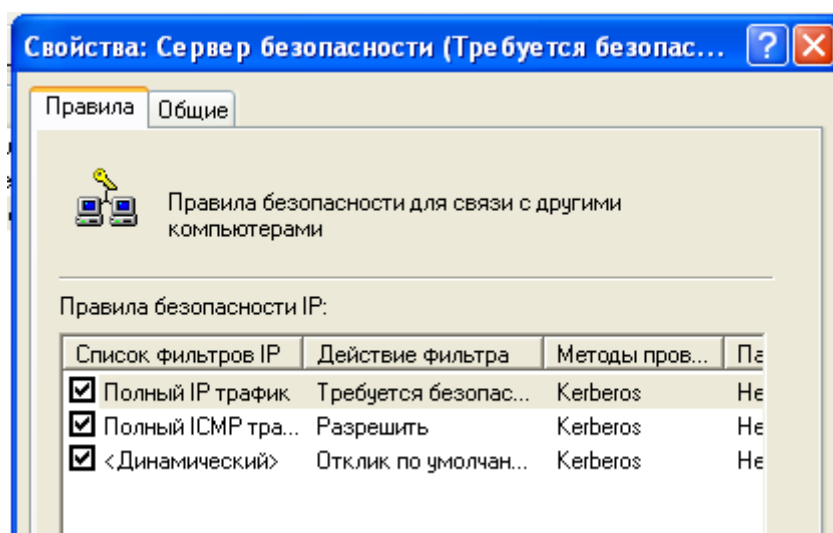 Свойства: Сервер безопасности (Требуется безопас...
Правила Общие
Правила безопасности для связи с другими
компьютерами
Правила безопасности IP:
Список фильтров IP Действие фильтра Методы пров... Па
Полный IP трафик Требуется безопас... Kerberos Не
Полный ICMP тра... Разрешить Kerberos Не
<Динамический> Отклик по умолчан... Kerberos Не